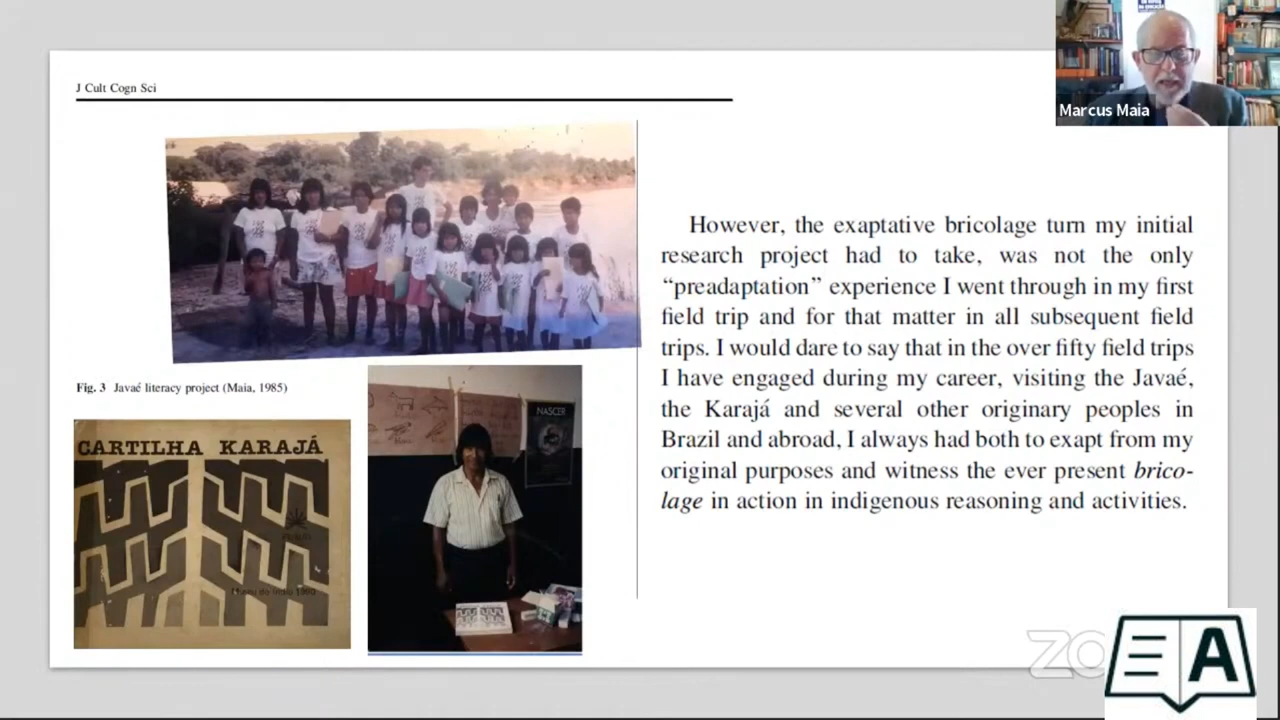 J Cult Cogn Sci
Marcus Maia
Fig. 3 Javaé literacy project (Maia, 1985)
CARTILHA KARAJÁ
NASCER
However, the exaptative bricolage turn my initial
research project had to take, was not the only
“preadaptation” experience I went through in my first
field trip and for that matter in all subsequent field
trips. I would dare to say that in the over fifty field trips
I have engaged during my career, visiting the Javaé,
the Karajá and several other originary peoples in
Brazil and abroad, I always had both to exapt from my
original purposes and witness the ever present brico-
lage in action in indigenous reasoning and activities.
A